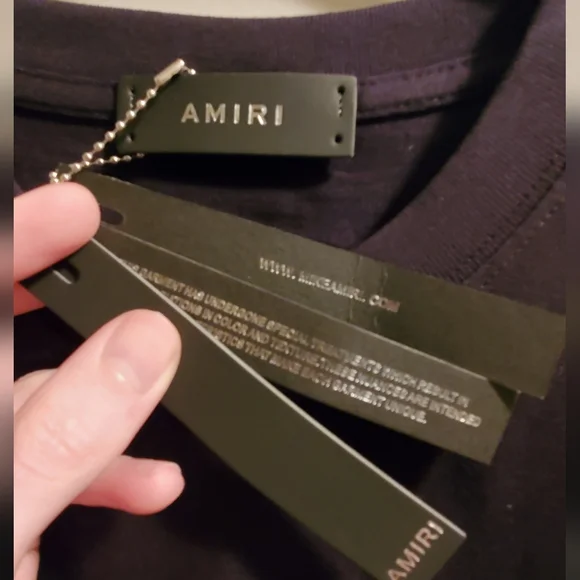 AMIRI
WWW. MIKEAMIRI. COM
GARMENT HAS UNDERGONE SPECIAL TREATMENTS WHICH RESULT IN
IN COLOR AND TEXTURE. THESE NUANCES ARE INTENDED
THAT MAKE EACH GARMENT UNIQUE.
AMIRI